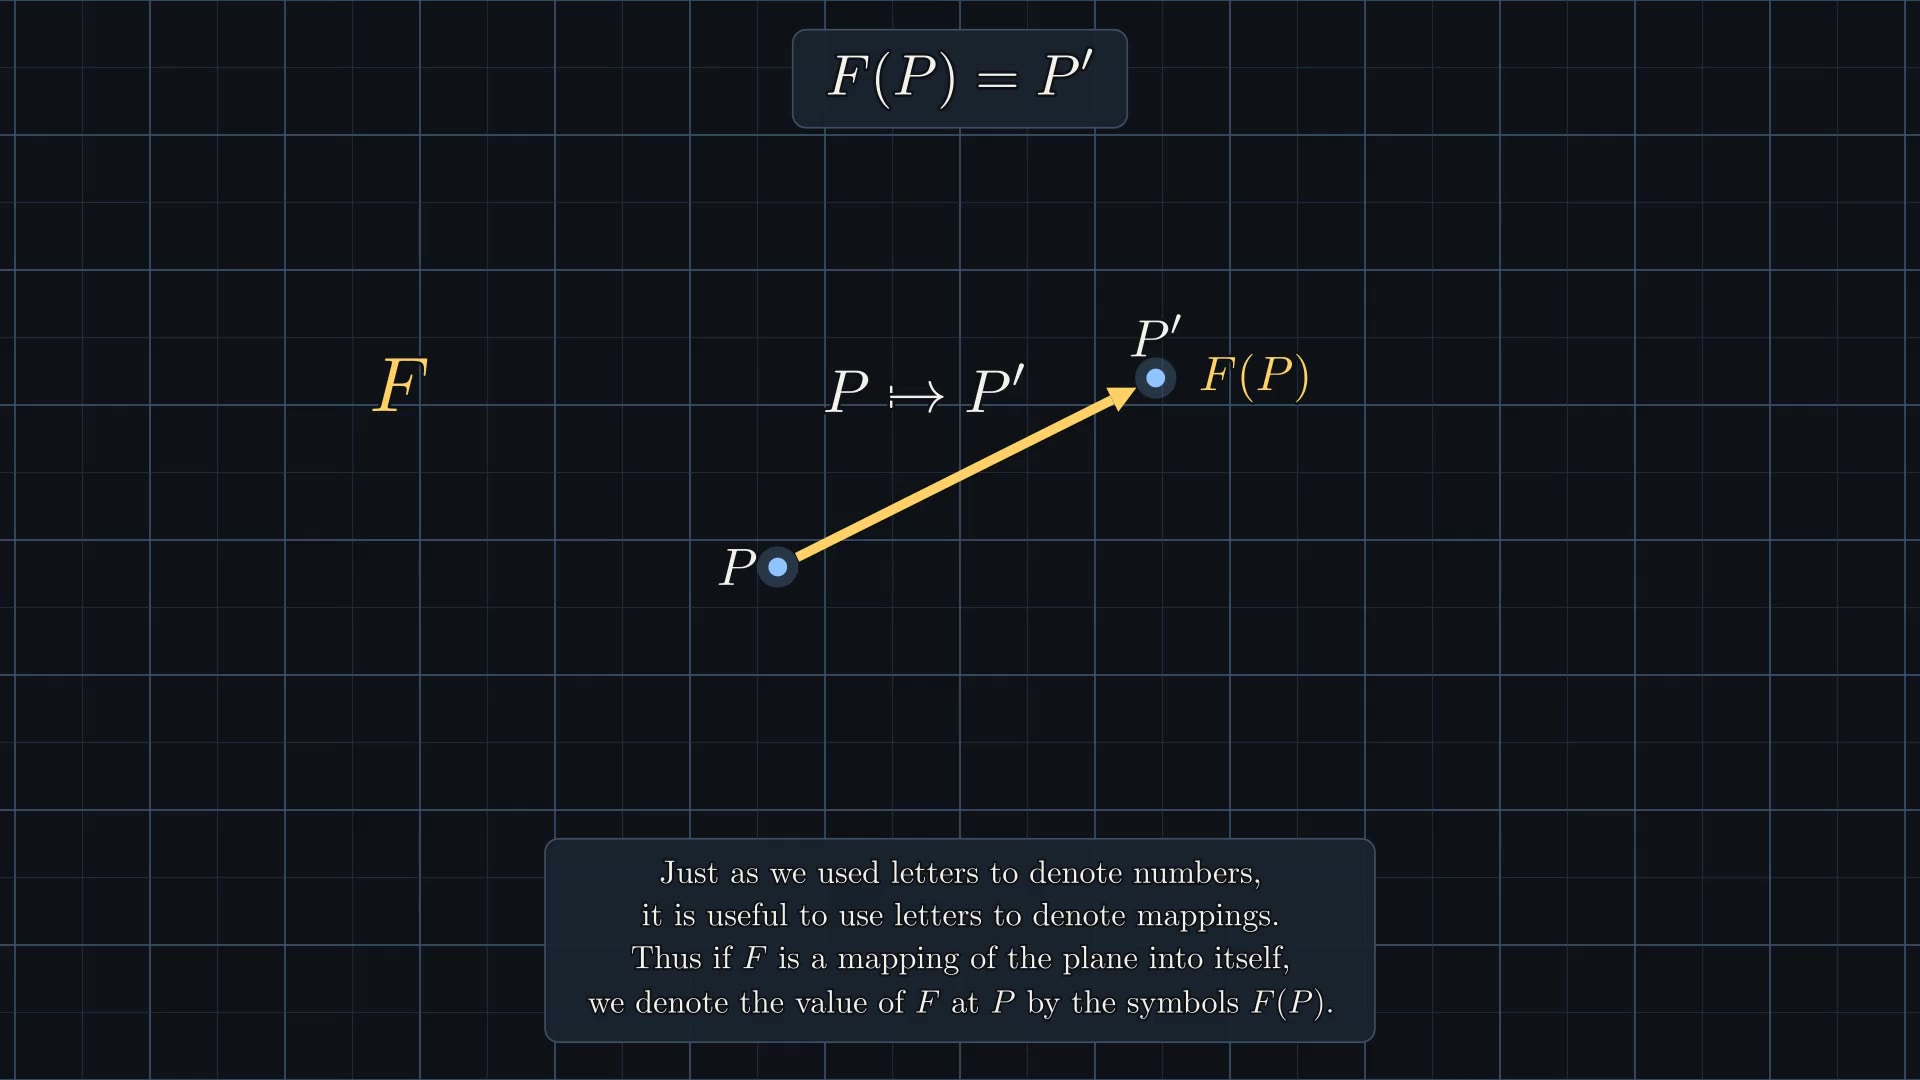 F(P) = P′
P′
F
P ↦ P′
F(P)
P
Just as we used letters to denote numbers,
it is useful to use letters to denote mappings.
Thus if F is a mapping of the plane into itself,
we denote the value of F at P by the symbols F(P).